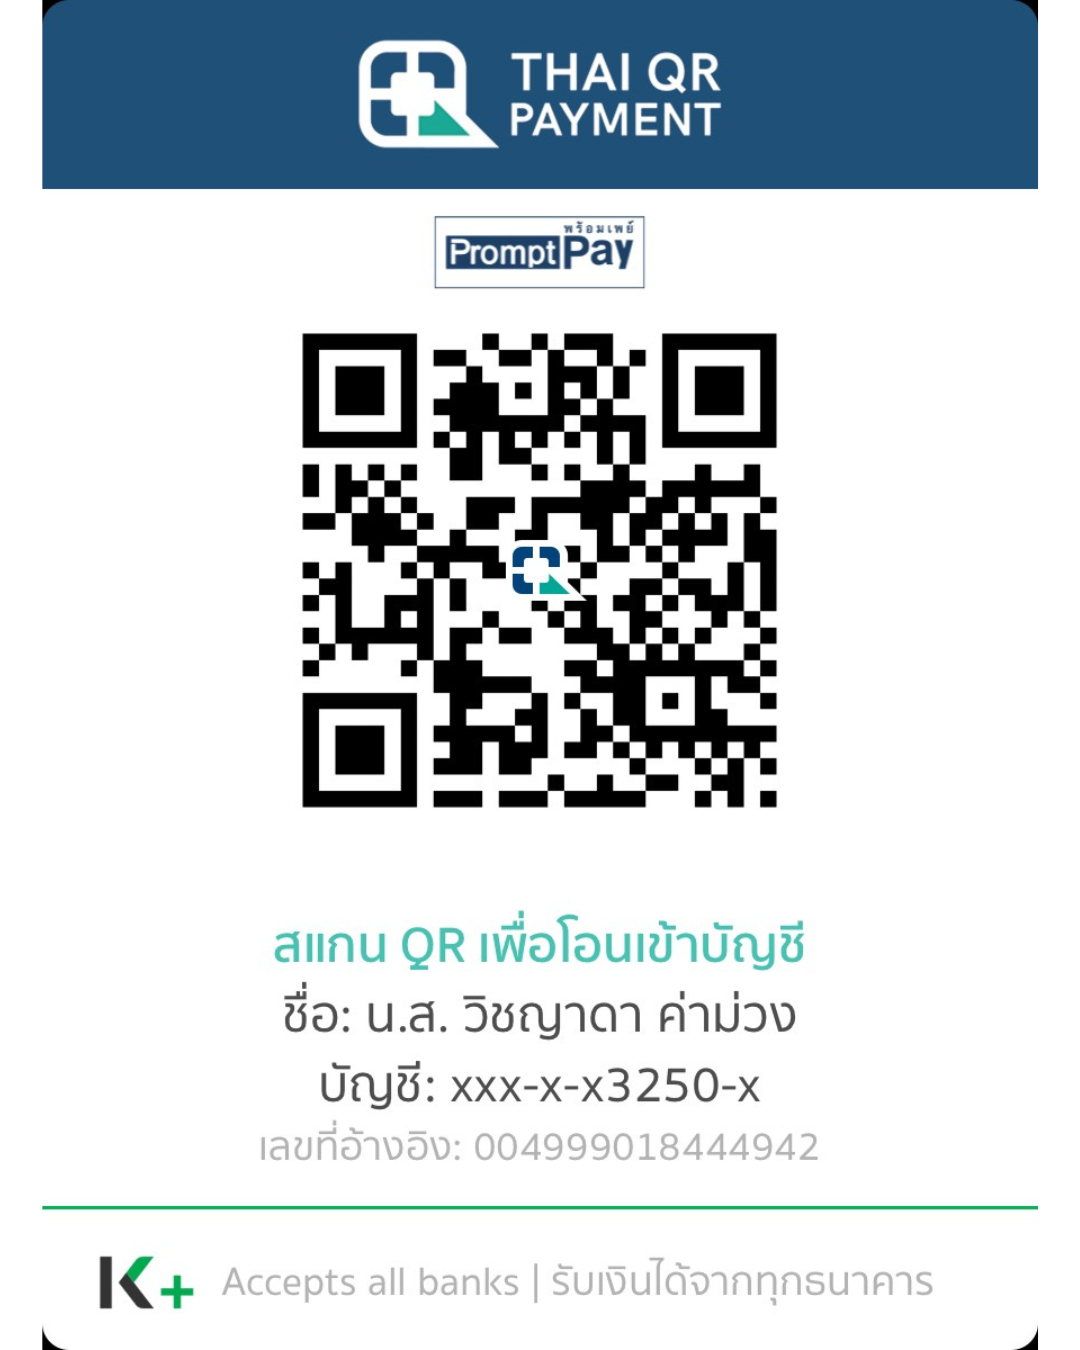 THAI QR
PAYMENT
พร้อมเพย์
PromptPay
สแกน QR เพื่อโอนเข้าบัญชี
ชื่อ: น.ส. วิชญาดา ค่าม่วง
บัญชี: xxx-x-x3250-x
เลขที่อ้างอิง: 004999018444942
K+ Accepts all banks | รับเงินได้จากทุกธนาคาร